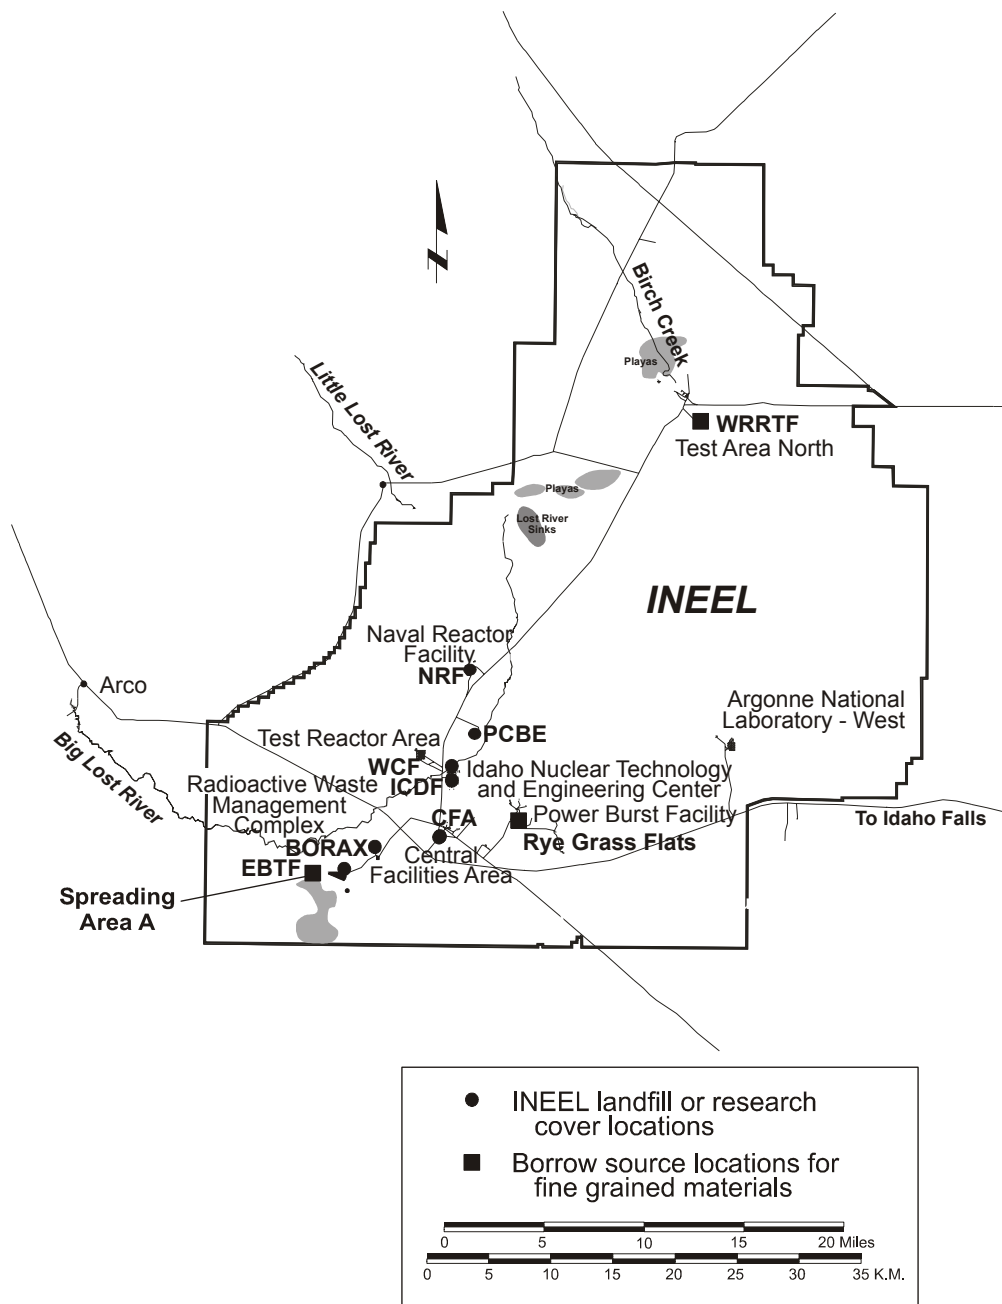 Birch Creek
Playas
Little Lost River
WRRTF
Test Area North
Playas
Lost River
Sinks
INEEL
Naval Reactor
Facility
NRF
Arco
Argonne National
Laboratory - West
PCBE
Test Reactor Area
Big Lost River
WCF
Idaho Nuclear Technology
ICDF
and Engineering Center
Radioactive Waste
Management
Complex
CFA
Power Burst Facility
To Idaho Falls
Rye Grass Flats
BORAX
Central
Facilities Area
EBTF
Spreading
Area A
INEEL landfill or research
cover locations
Borrow source locations for
fine grained materials
0 5 10 15 20 Miles
0 5 10 15 20 25 30 35 K.M.